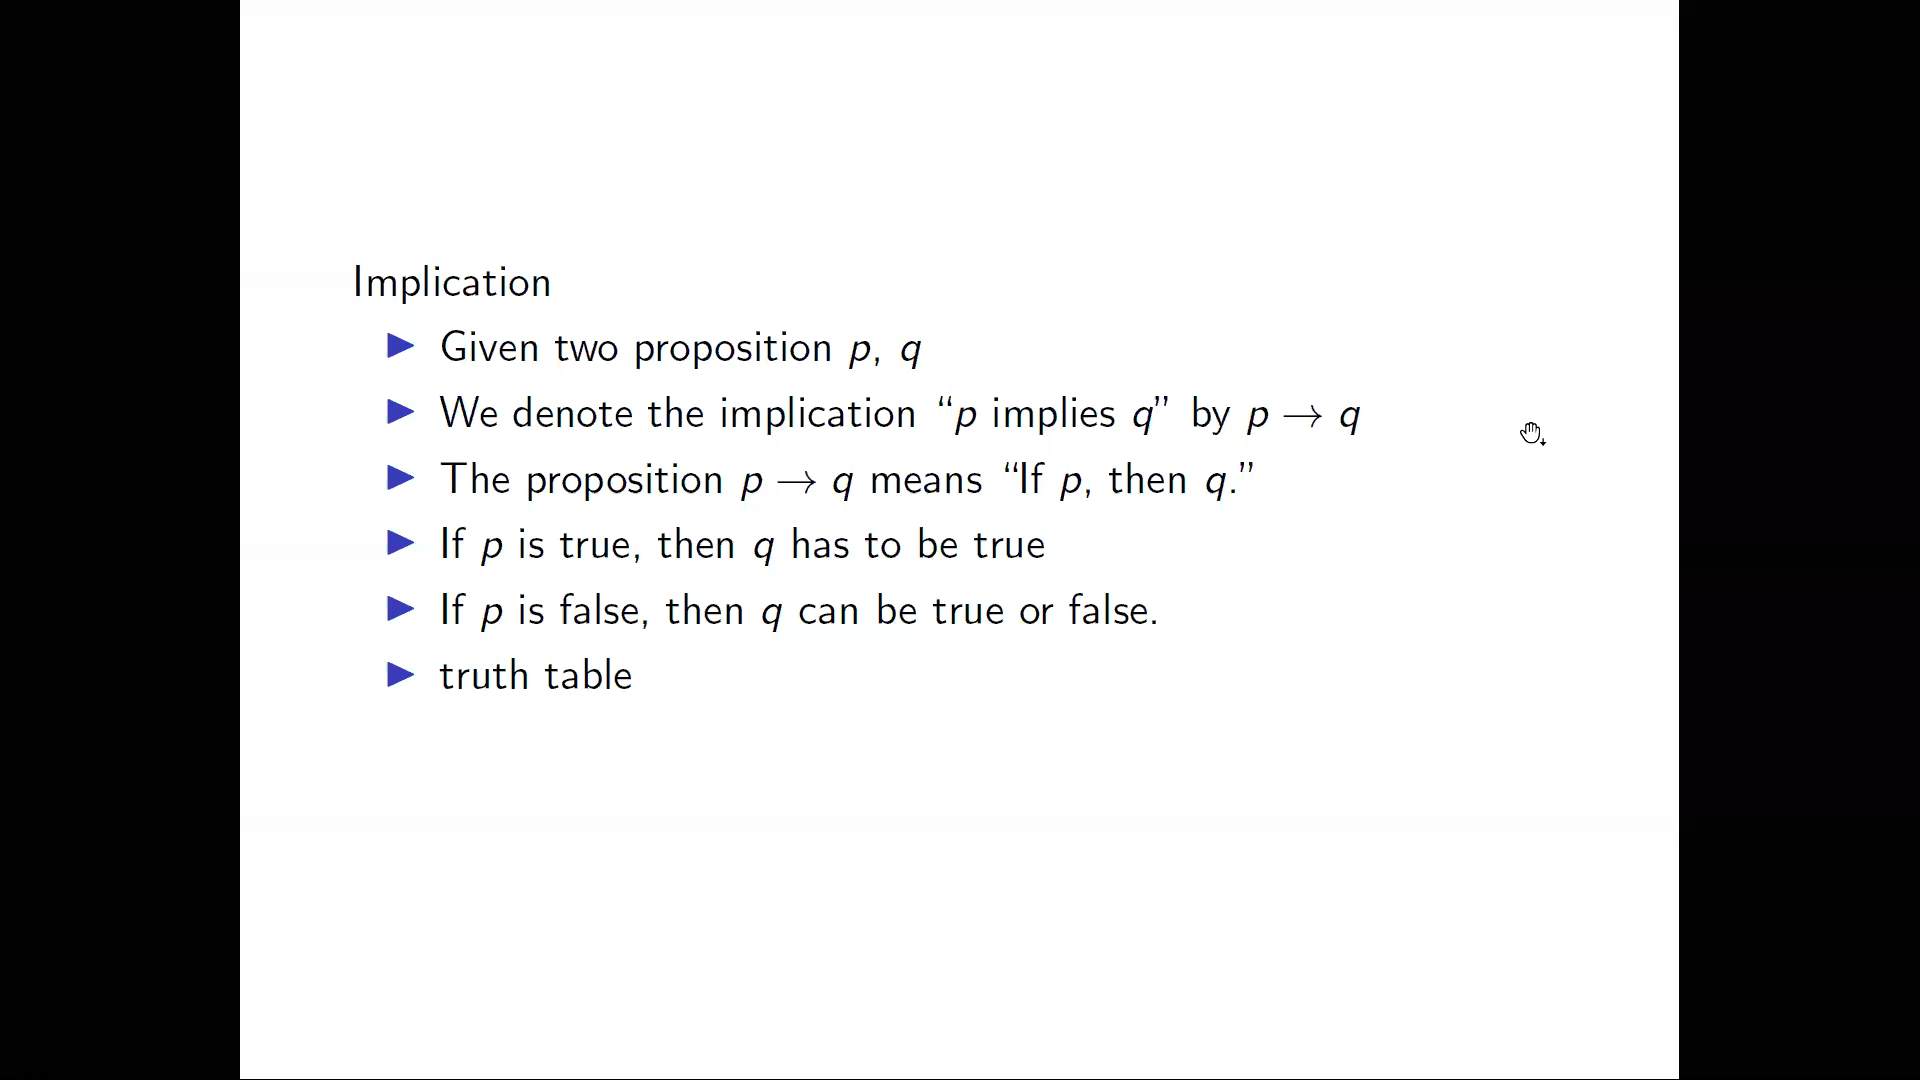 Implication
▶ Given two proposition p, q
▶ We denote the implication “p implies q” by p → q
▶ The proposition p → q means “If p, then q.”
▶ If p is true, then q has to be true
▶ If p is false, then q can be true or false.
▶ truth table